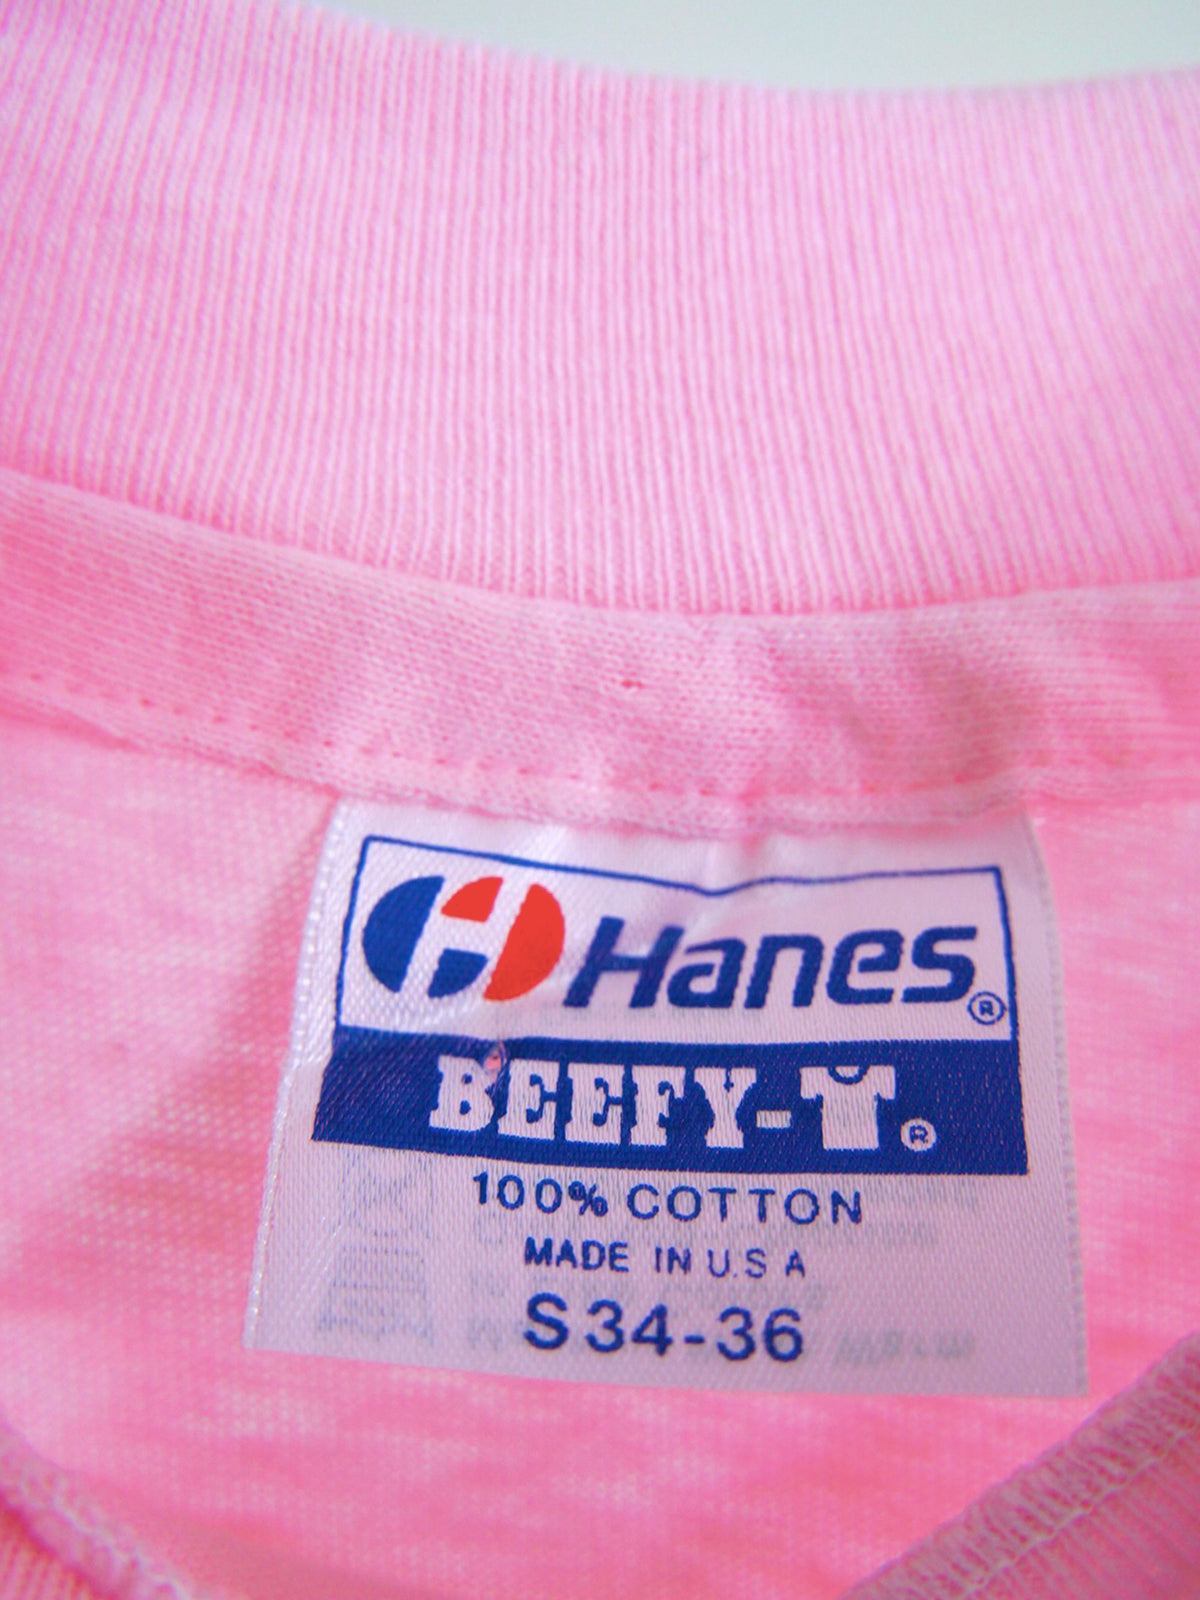 Hanes®
BEEFY-T®
100% COTTON
MADE IN U.S A
S 34-36